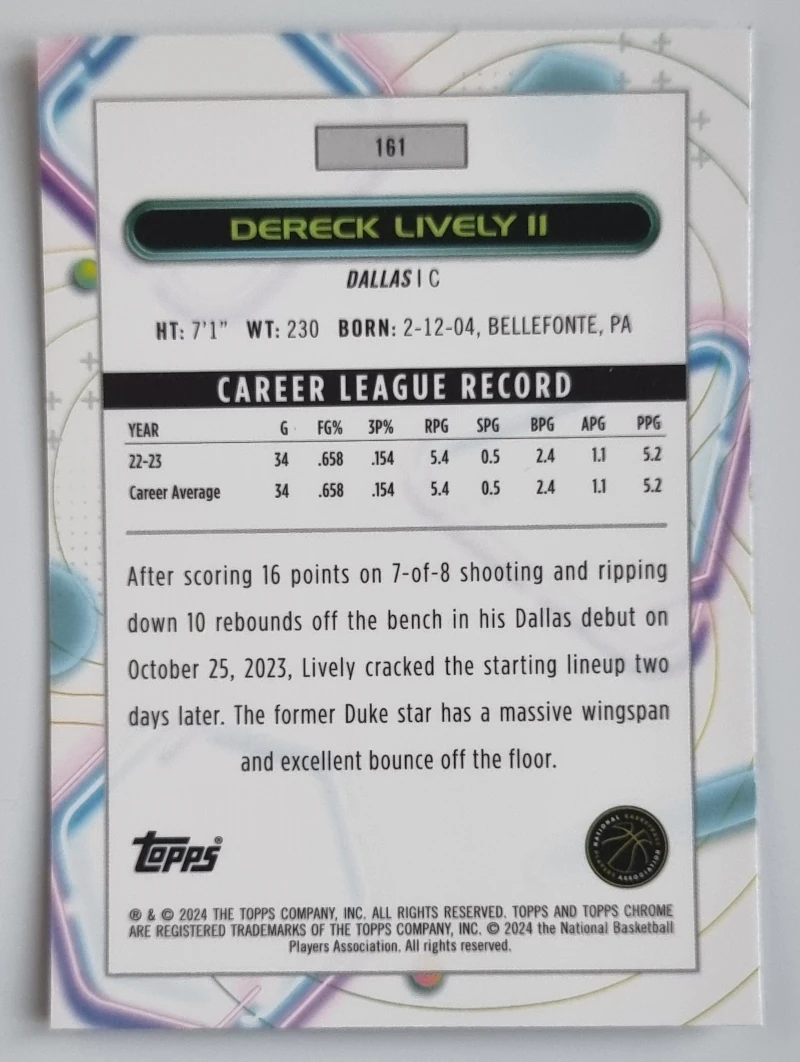 161
DERECK LIVELY II
DALLAS | C
HT: 7'1" WT: 230 BORN: 2-12-04, BELLEFONTE, PA
CAREER LEAGUE RECORD
YEAR G FG% 3P% RPG SPG BPG APG PPG
22-23 34 .658 .154 5.4 0.5 2.4 1.1 5.2
Career Average 34 .658 .154 5.4 0.5 2.4 1.1 5.2
After scoring 16 points on 7-of-8 shooting and ripping
down 10 rebounds off the bench in his Dallas debut on
October 25, 2023, Lively cracked the starting lineup two
days later. The former Duke star has a massive wingspan
and excellent bounce off the floor.
Topps®
NATIONAL BASKETBALL
PLAYERS ASSOCIATION
® & © 2024 THE TOPPS COMPANY, INC. ALL RIGHTS RESERVED. TOPPS AND TOPPS CHROME
ARE REGISTERED TRADEMARKS OF THE TOPPS COMPANY, INC. © 2024 the National Basketball
Players Association. All rights reserved.